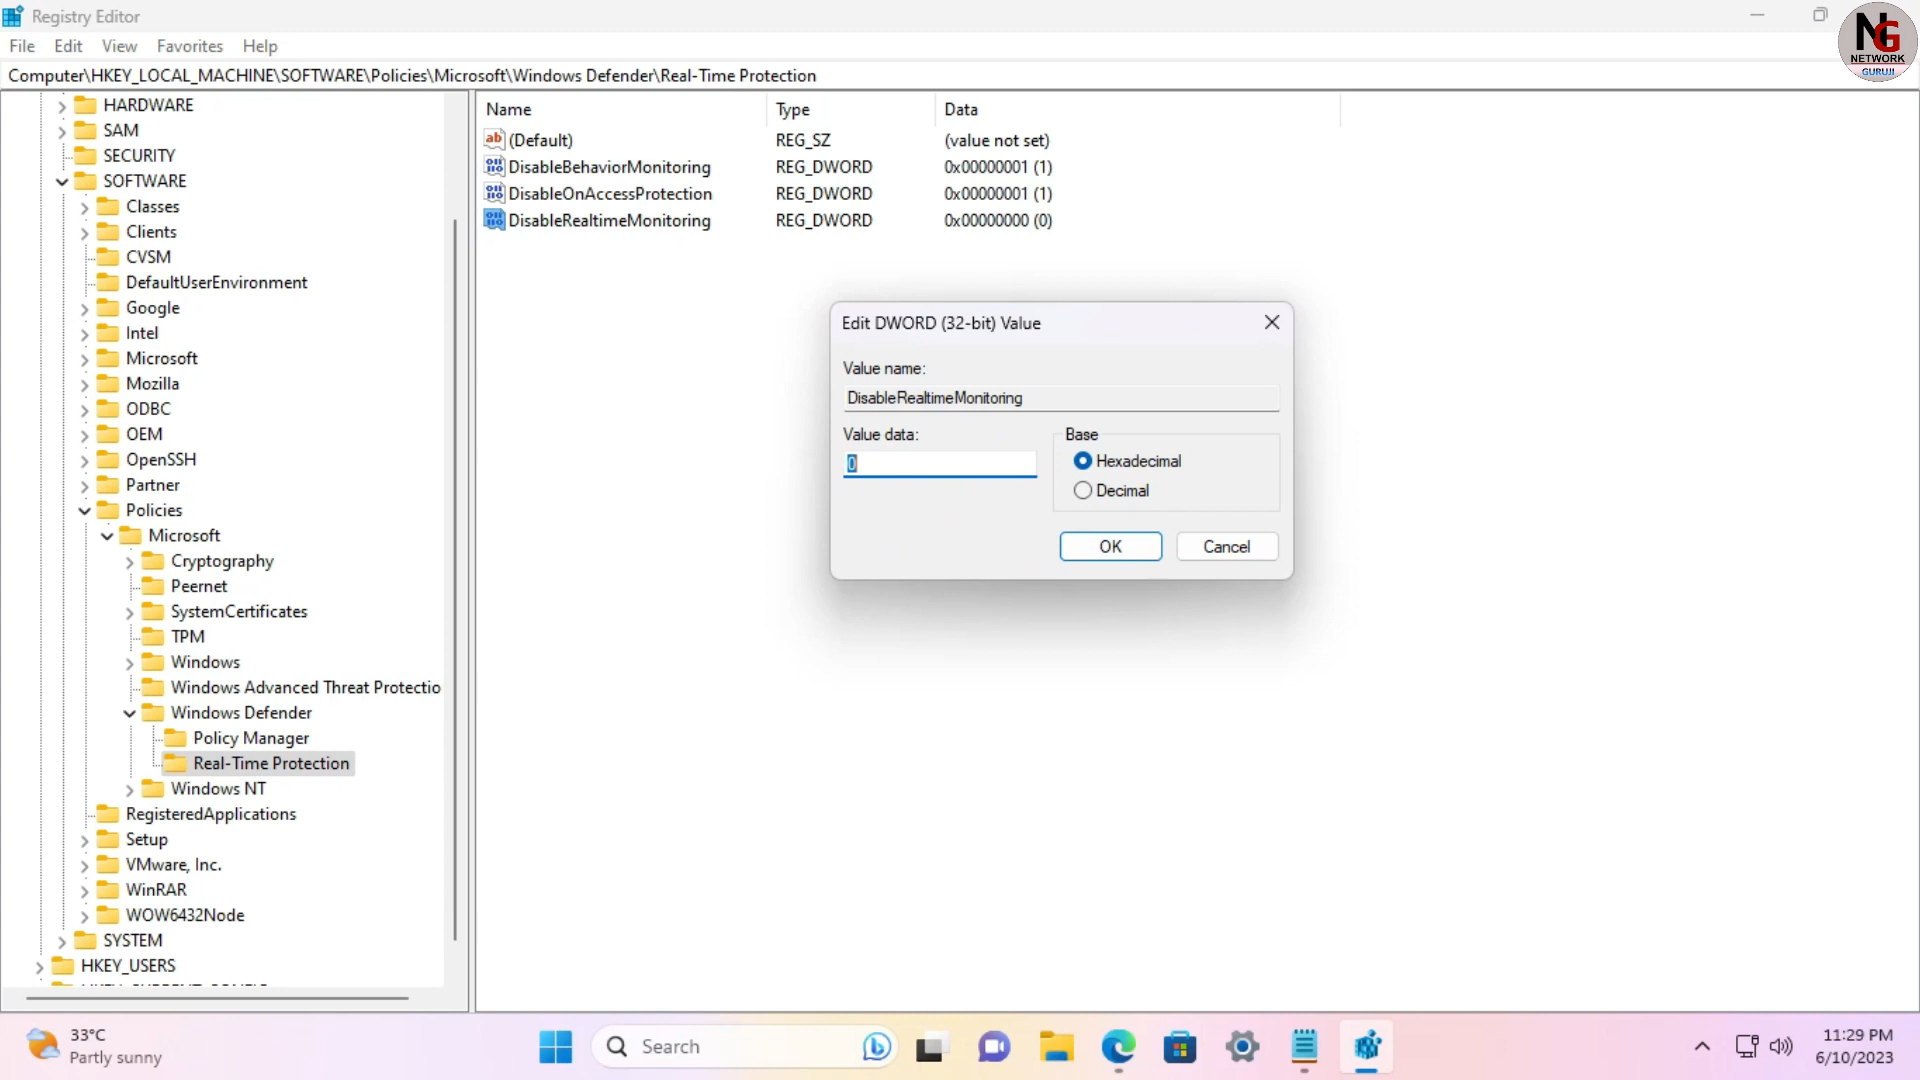 Registry Editor
File Edit View Favorites Help
Computer\HKEY_LOCAL_MACHINE\SOFTWARE\Policies\Microsoft\Windows Defender\Real-Time Protection
NG
NETWORK
GURUJI
HARDWARE
SAM
SECURITY
SOFTWARE
Classes
Clients
CVSM
DefaultUserEnvironment
Google
Intel
Microsoft
Mozilla
ODBC
OEM
OpenSSH
Partner
Policies
Microsoft
Cryptography
Peernet
SystemCertificates
TPM
Windows
Windows Advanced Threat Protectio
Windows Defender
Policy Manager
Real-Time Protection
Windows NT
RegisteredApplications
Setup
VMware, Inc.
WinRAR
WOW6432Node
SYSTEM
HKEY_USERS
Name Type Data
(Default) REG_SZ (value not set)
DisableBehaviorMonitoring REG_DWORD 0x00000001 (1)
DisableOnAccessProtection REG_DWORD 0x00000001 (1)
DisableRealtimeMonitoring REG_DWORD 0x00000000 (0)
Edit DWORD (32-bit) Value
Value name:
DisableRealtimeMonitoring
Value data:
0
Base
Hexadecimal
Decimal
OK Cancel
33°C
Partly sunny
Search
11:29 PM
6/10/2023